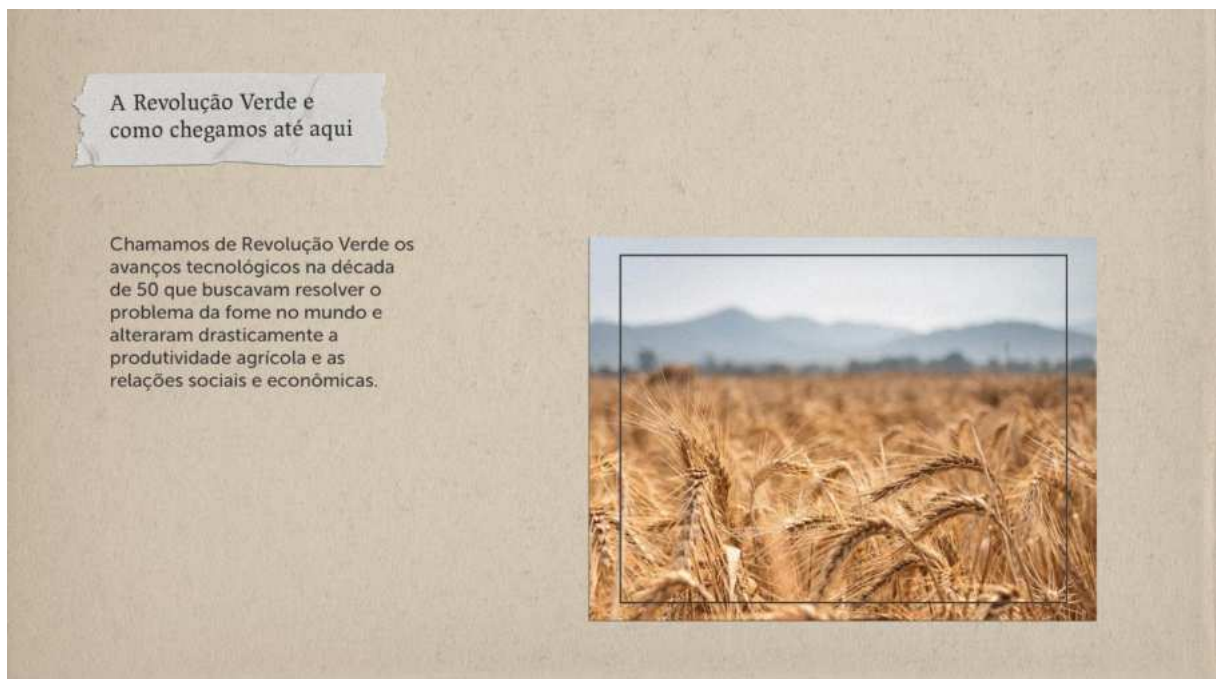 A Revolução Verde e
como chegamos até aqui
Chamamos de Revolução Verde os
avanços tecnológicos na década
de 50 que buscavam resolver o
problema da fome no mundo e
alteraram drasticamente a
produtividade agrícola e as
relações sociais e econômicas.